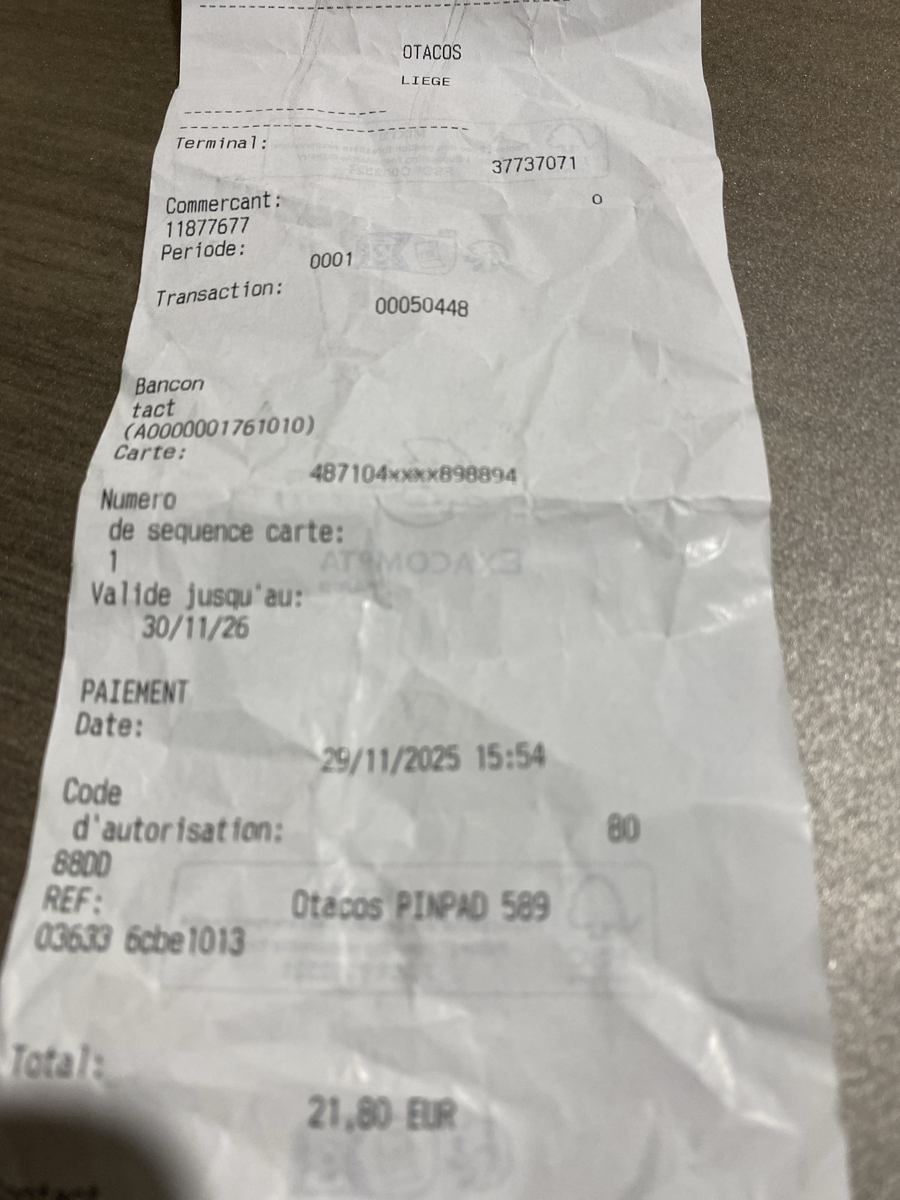 OTACOS
LIEGE
Terminal:
37737071
Commercant: 0
11877677
Periode:
0001
Transaction:
00050448
Bancon
tact
(A0000001761010)
Carte:
487104xxxx898894
Numero
de sequence carte:
1
Valide jusqu'au:
30/11/26
PAIEMENT
Date:
29/11/2025 15:54
Code
d'autorisation: 80
88DD
REF: Otacos PINPAD 589
03633 6cbe1013
Total:
21,80 EUR